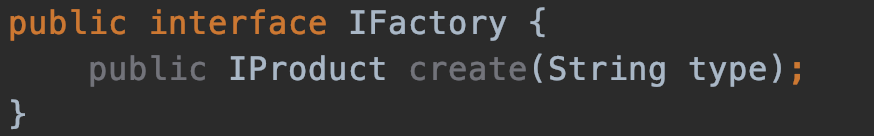 public interface IFactory {
    public IProduct create(String type);
}